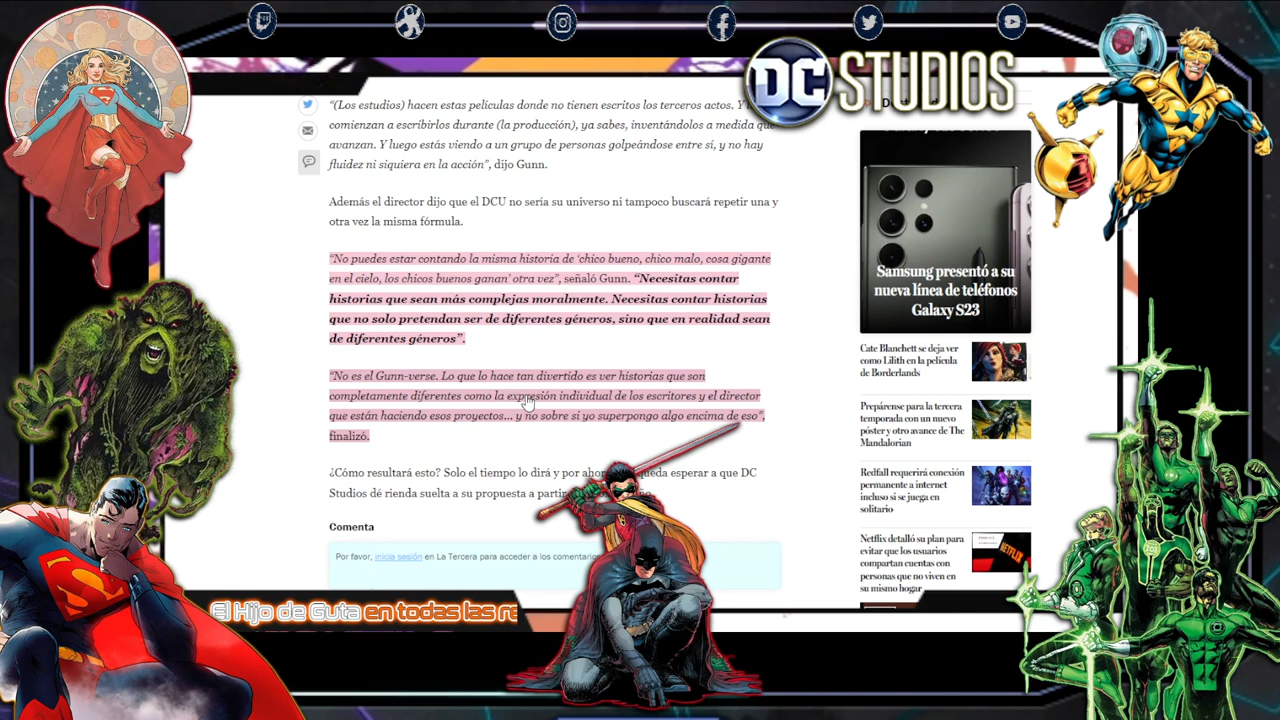 DC STUDIOS
“(Los estudios) hacen estas películas donde no tienen escritos los terceros actos. Y
comienzan a escribirlos durante (la producción), ya sabes, inventándolos a medida que
avanzan. Y luego estás viendo a un grupo de personas golpeándose entre sí, y no hay
fluidez ni siquiera en la acción”, dijo Gunn.
Además el director dijo que el DCU no sería su universo ni tampoco buscará repetir una y
otra vez la misma fórmula.
“No puedes estar contando la misma historia de ‘chico bueno, chico malo, cosa gigante
en el cielo, los chicos buenos ganan’ otra vez”, señaló Gunn. “Necesitas contar
historias que sean más complejas moralmente. Necesitas contar historias
que no solo pretendan ser de diferentes géneros, sino que en realidad sean
de diferentes géneros”.
“No es el Gunn-verse. Lo que lo hace tan divertido es ver historias que son
completamente diferentes como la expresión individual de los escritores y el director
que están haciendo esos proyectos... y no sobre si yo superpongo algo encima de eso”,
finalizó.
¿Cómo resultará esto? Solo el tiempo lo dirá y por ahor ueda esperar a que DC
Studios dé rienda suelta a su propuesta a partir
Comenta
Por favor, inicia sesión en La Tercera para acceder a los comentarios
Samsung presentó a su
nueva línea de teléfonos
Galaxy S23
Cate Blanchett se deja ver
como Lilith en la película
de Borderlands
Prepárense para la tercera
temporada con un nuevo
póster y otro avance de The
Mandalorian
Redfall requerirá conexión
permanente a internet
incluso si se juega en
solitario
Netflix detalló su plan para
evitar que los usuarios
compartan cuentas con
personas que no viven en
su mismo hogar
NETFLIX
El Hijo de Guta en todas las re